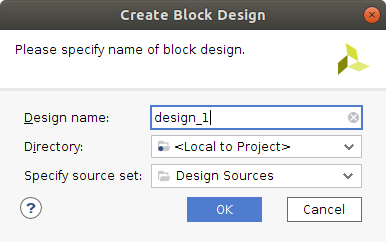 Create Block Design
Please specify name of block design.
Design name: design_1
Directory: <Local to Project>
Specify source set: Design Sources
? OK Cancel